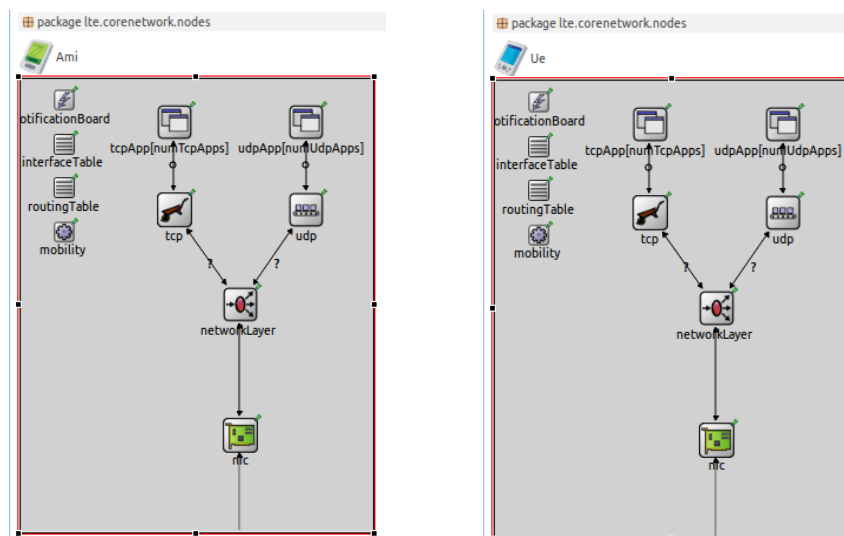 package lte.corenetwork.nodes
Ami
otificationBoard
interfaceTable
routingTable
mobility
tcpApp[numTcpApps]
udpApp[numUdpApps]
tcp
udp
?
?
networkLayer
nic
package lte.corenetwork.nodes
Ue
otificationBoard
interfaceTable
routingTable
mobility
tcpApp[numTcpApps]
udpApp[numUdpApps]
tcp
udp
?
?
networkLayer
nic